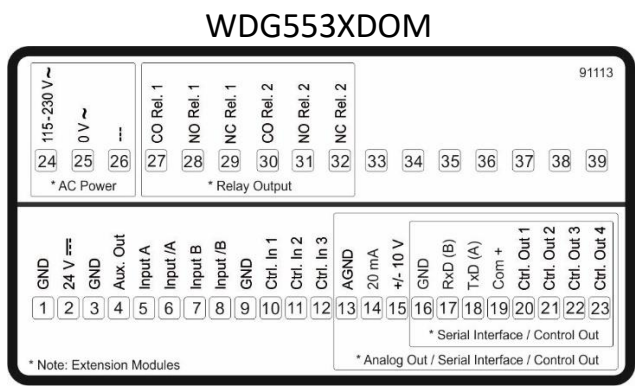 WDG553XDOM
91113
115-230 V ~
0 V ~
---
CO Rel. 1
NO Rel. 1
NC Rel. 1
CO Rel. 2
NO Rel. 2
NC Rel. 2
24 25 26 27 28 29 30 31 32 33 34 35 36 37 38 39
* AC Power * Relay Output
GND
24 V ⎓
GND
Aux. Out
Input A
Input /A
Input B
Input /B
GND
Ctrl. In 1
Ctrl. In 2
Ctrl. In 3
AGND
20 mA
+/- 10 V
GND
RxD (B)
TxD (A)
Com +
Ctrl. Out 1
Ctrl. Out 2
Ctrl. Out 3
Ctrl. Out 4
1 2 3 4 5 6 7 8 9 10 11 12 13 14 15 16 17 18 19 20 21 22 23
* Serial Interface / Control Out
* Note: Extension Modules * Analog Out / Serial Interface / Control Out